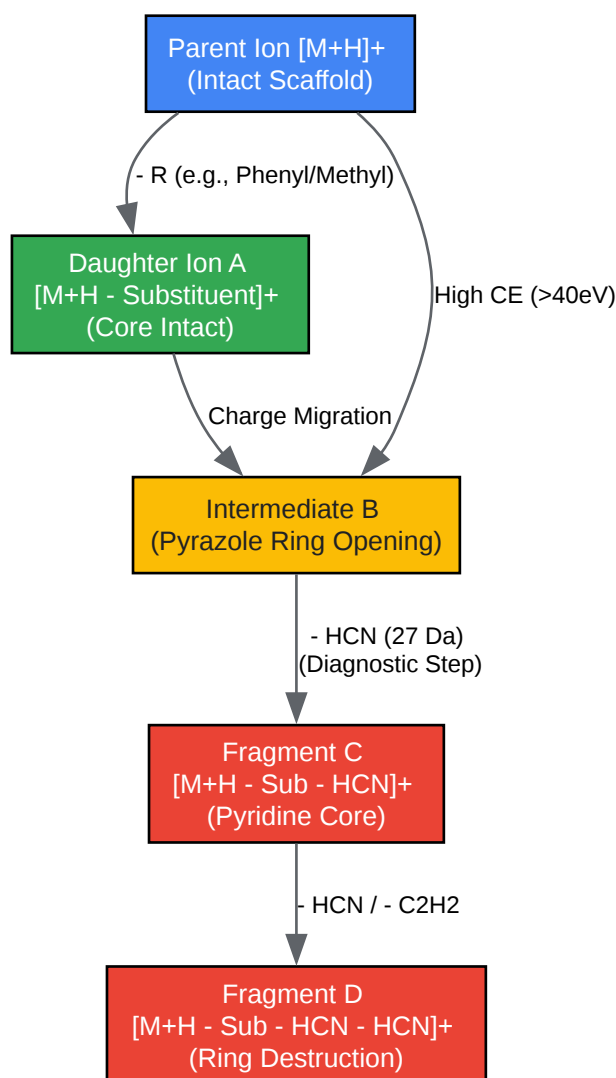 Parent Ion [M+H]+
(Intact Scaffold)
- R (e.g., Phenyl/Methyl)
Daughter Ion A
[M+H - Substituent]+
(Core Intact)
High CE (>40eV)
Charge Migration
Intermediate B
(Pyrazole Ring Opening)
- HCN (27 Da)
(Diagnostic Step)
Fragment C
[M+H - Sub - HCN]+
(Pyridine Core)
- HCN / - C2H2
Fragment D
[M+H - Sub - HCN - HCN]+
(Ring Destruction)